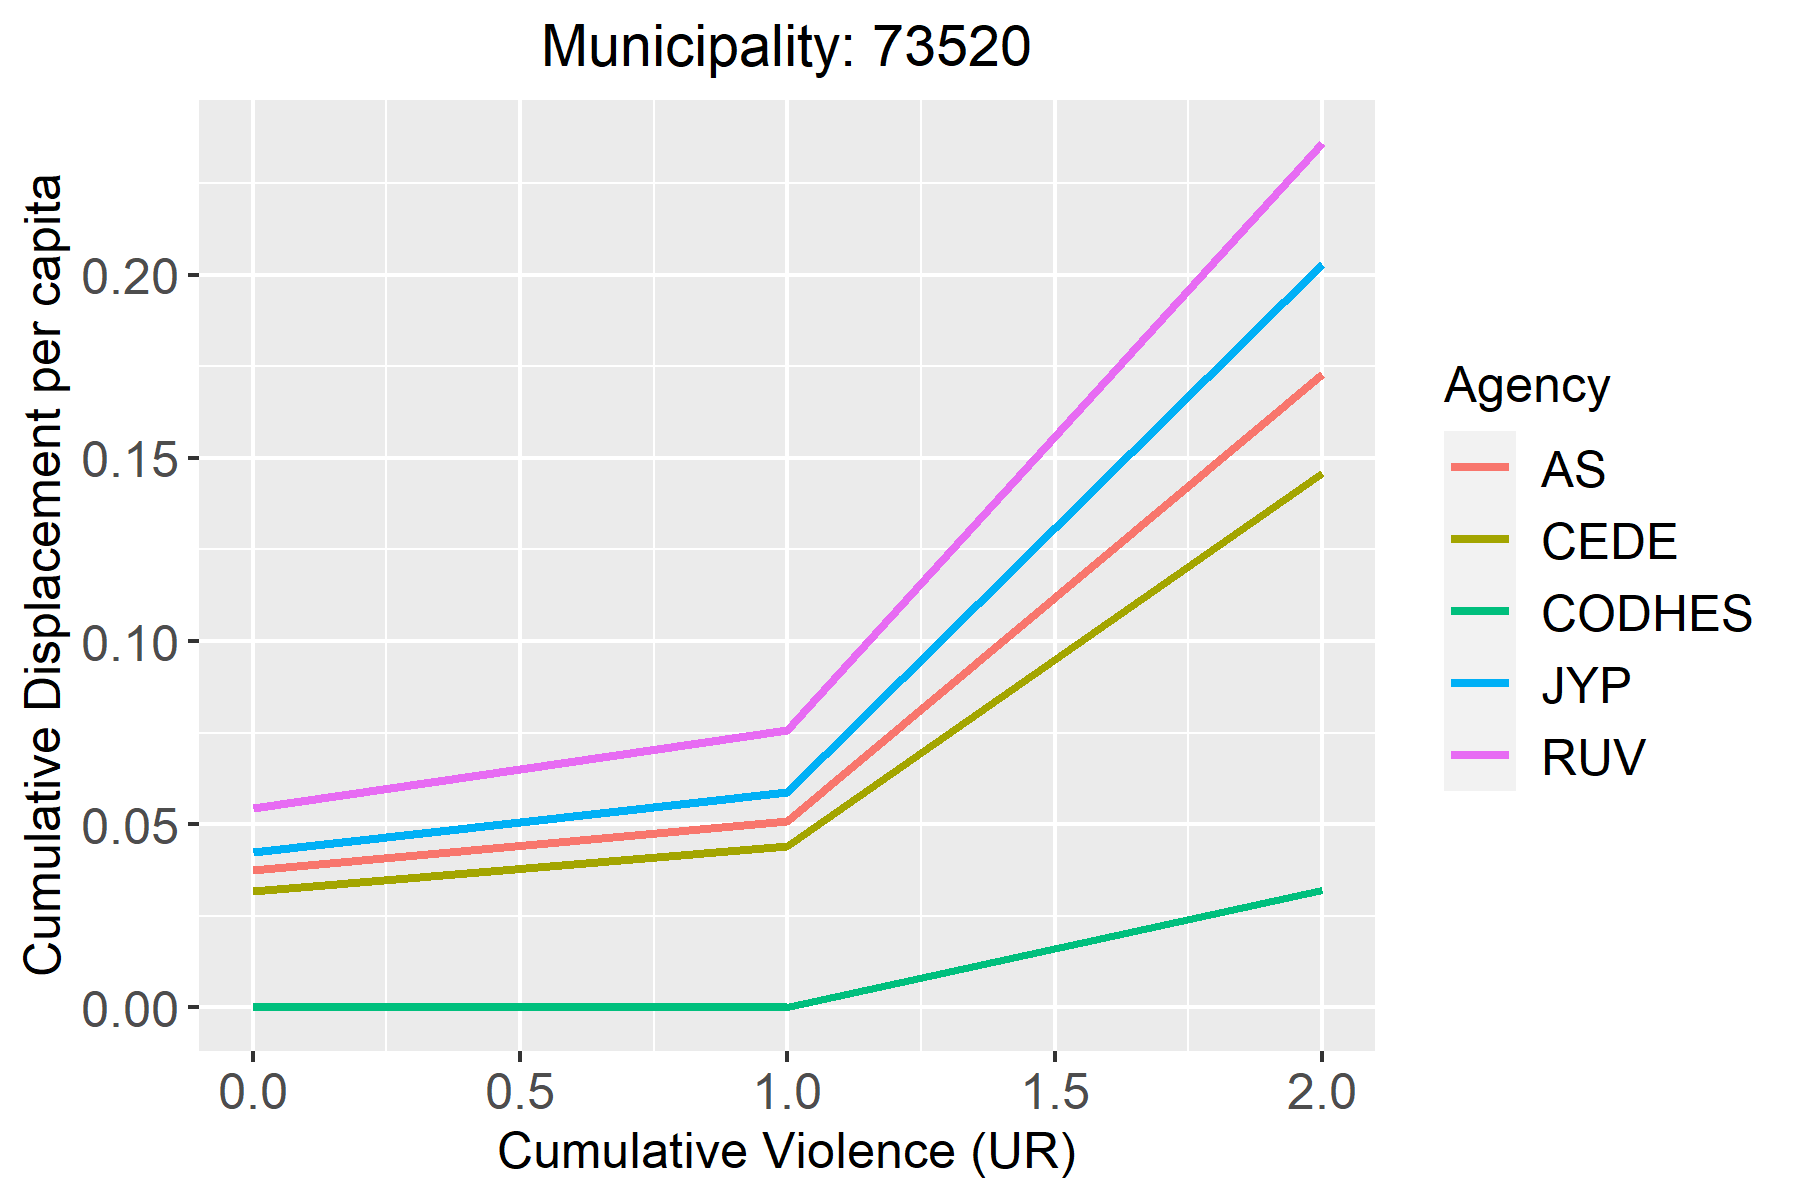 Municipality: 73520
Cumulative Displacement per capita
0.20
0.15
0.10
0.05
0.00
0.0 0.5 1.0 1.5 2.0
Cumulative Violence (UR)
Agency
AS
CEDE
CODHES
JYP
RUV